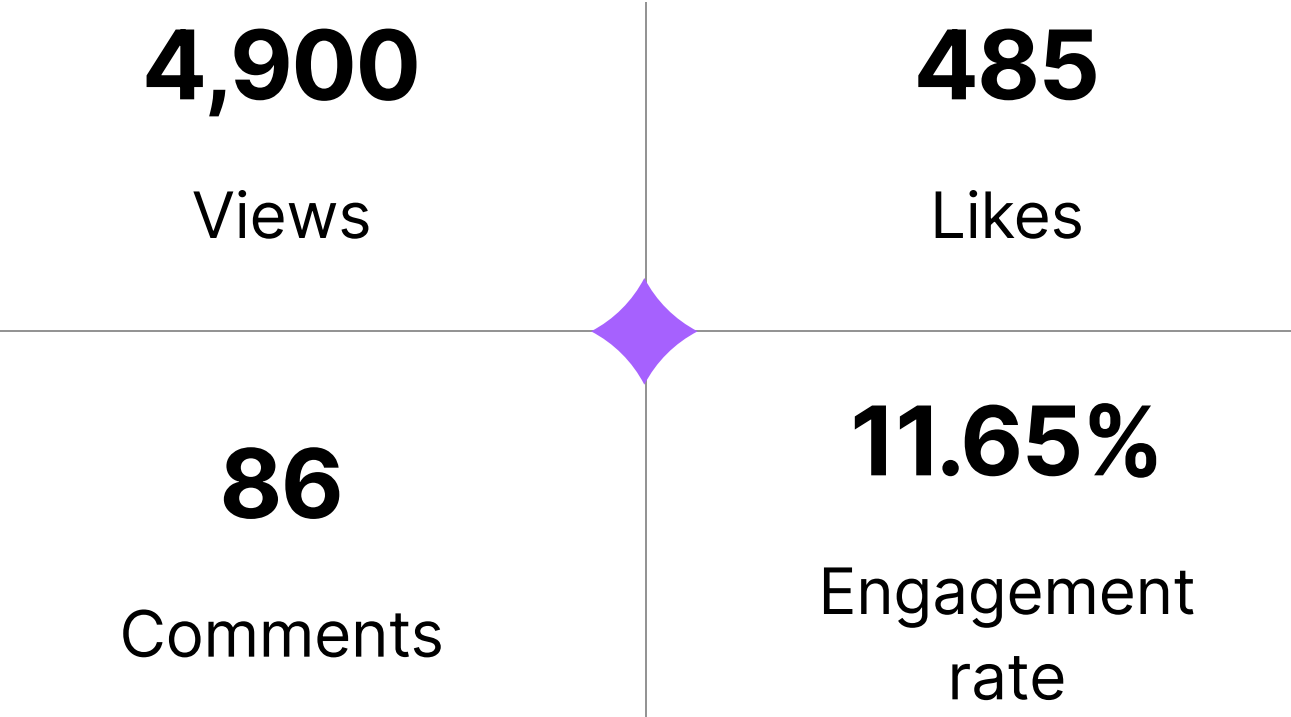 4,900
Views
485
Likes
86
Comments
11.65%
Engagement
rate